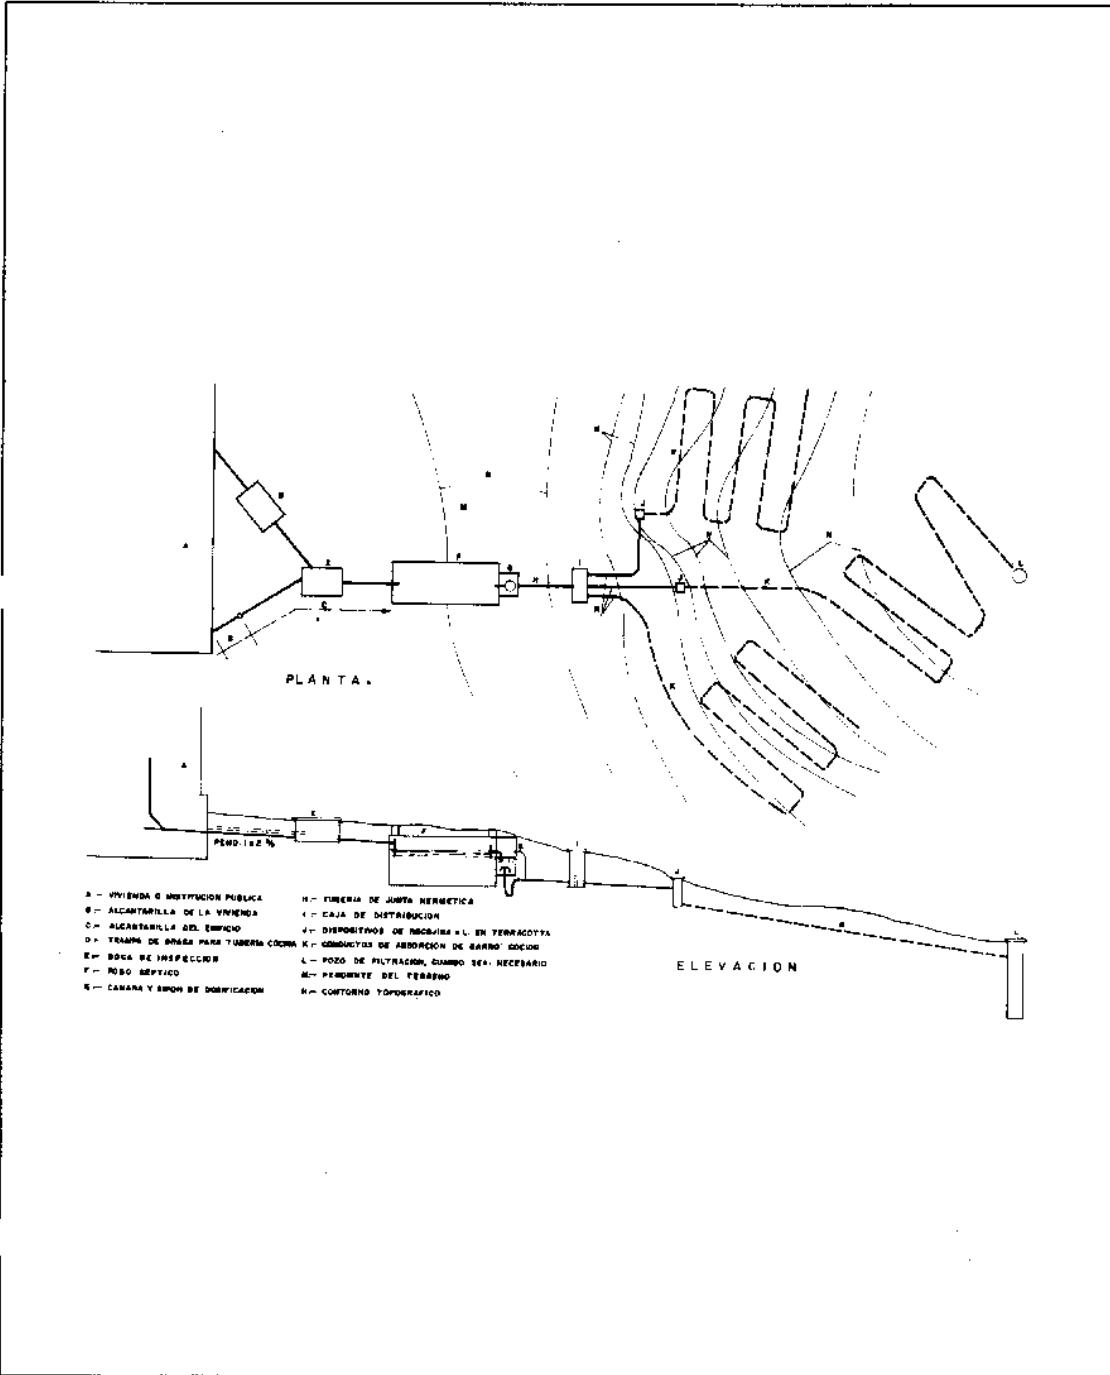 N
K
N
M
J
D
N
A
E
F
G
I
L
H
J
K
C
N
B
K
PLANTA.
A
E
F
G
I
PEND. 1 a 2 %
J
L
K
ELEVACION
A — VIVIENDA O INSTITUCION PUBLICA
B — ALCANTARILLA DE LA VIVIENDA
C — ALCANTARILLA DEL EDIFICIO
D — TRAMPA DE GRASA PARA TUBERIA COCINA
E — BOCA DE INSPECCION
F — POSO SEPTICO
G — CAMARA Y SIFON DE DOSIFICACION
H — TUBERIA DE JUNTA HERMETICA
I — CAJA DE DISTRIBUCION
J — DISPOSITIVOS DE L. EN TERRACOTTA
K — CONDUCTOS DE ABSORCION DE BARRO COCIDO
L — POZO DE FILTRACION, CUANDO SEA NECESARIO
M — PENDIENTE DEL TERRENO
N — CONTORNO TOPOGRAFICO